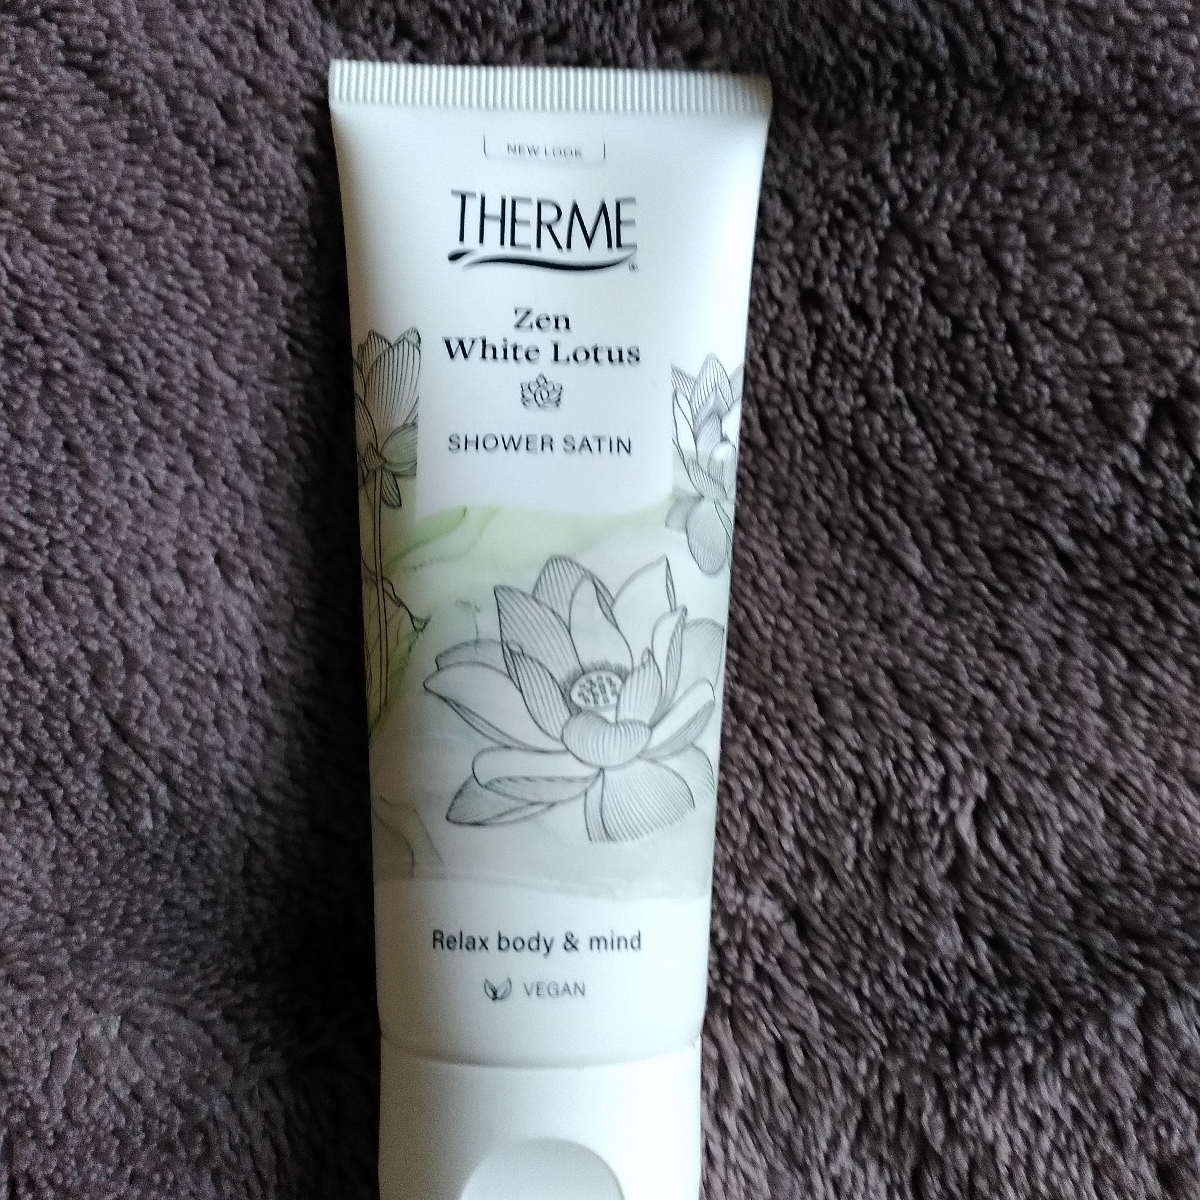 NEW LOOK
THERME
Zen
White Lotus
SHOWER SATIN
Relax body & mind
VEGAN